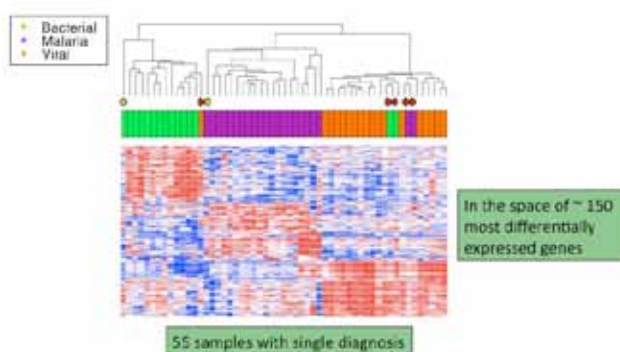 Bacterial
Malaria
Viral
In the space of ~ 150
most differentially
expressed genes
55 samples with single diagnosis